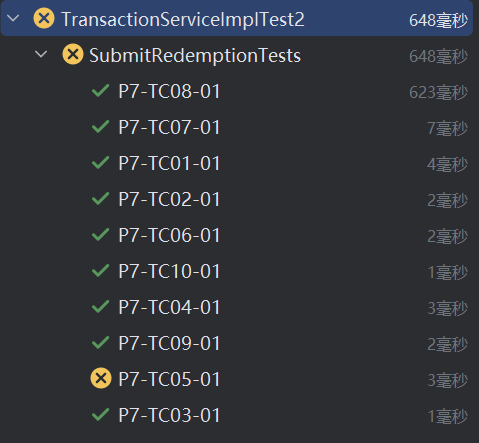 TransactionServiceImplTest2 648毫秒
SubmitRedemptionTests 648毫秒
P7-TC08-01 623毫秒
P7-TC07-01 7毫秒
P7-TC01-01 4毫秒
P7-TC02-01 2毫秒
P7-TC06-01 2毫秒
P7-TC10-01 1毫秒
P7-TC04-01 3毫秒
P7-TC09-01 2毫秒
P7-TC05-01 3毫秒
P7-TC03-01 1毫秒